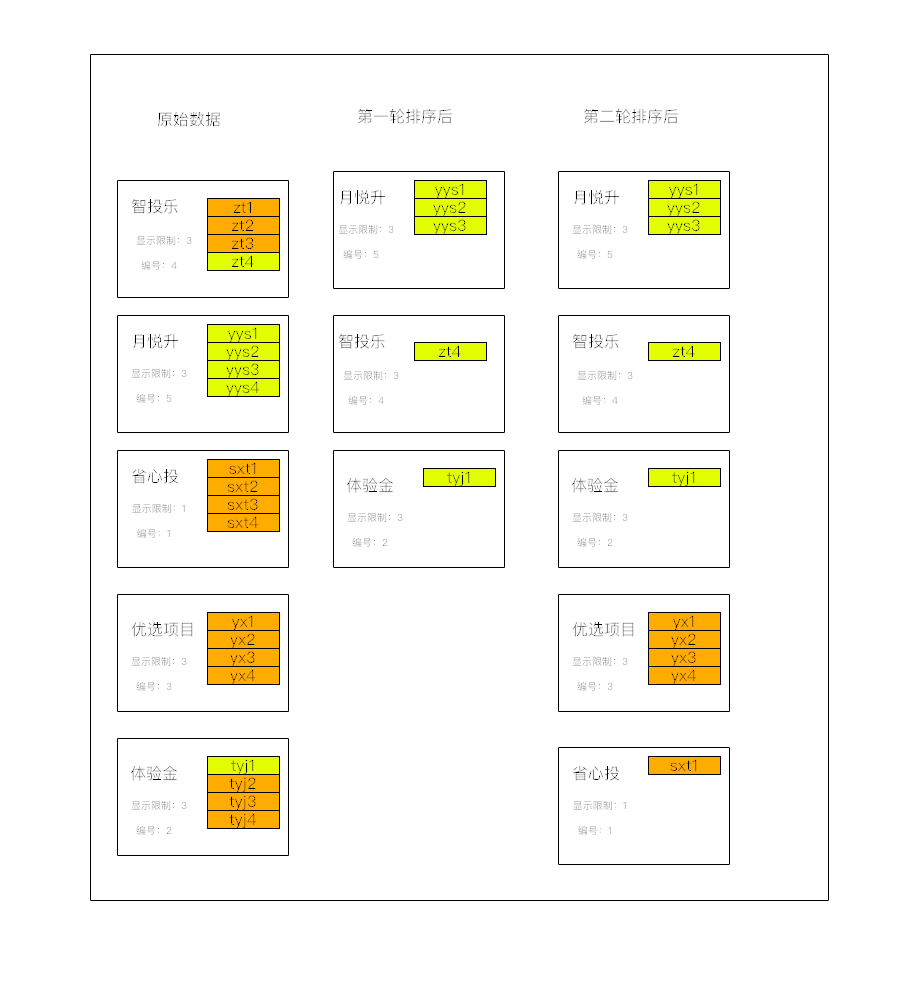 原始数据
第一轮排序后
第二轮排序后
智投乐
显示限制：3
编号：4
zt1
zt2
zt3
zt4
月悦升
显示限制：3
编号：5
yys1
yys2
yys3
月悦升
显示限制：3
编号：5
yys1
yys2
yys3
月悦升
显示限制：3
编号：5
yys1
yys2
yys3
yys4
智投乐
显示限制：3
编号：4
zt4
智投乐
显示限制：3
编号：4
zt4
省心投
显示限制：1
编号：1
sxt1
sxt2
sxt3
sxt4
体验金
显示限制：3
编号：2
tyj1
体验金
显示限制：3
编号：2
tyj1
优选项目
显示限制：3
编号：3
yx1
yx2
yx3
yx4
优选项目
显示限制：3
编号：3
yx1
yx2
yx3
yx4
体验金
显示限制：3
编号：2
tyj1
tyj2
tyj3
tyj4
省心投
显示限制：1
编号：1
sxt1